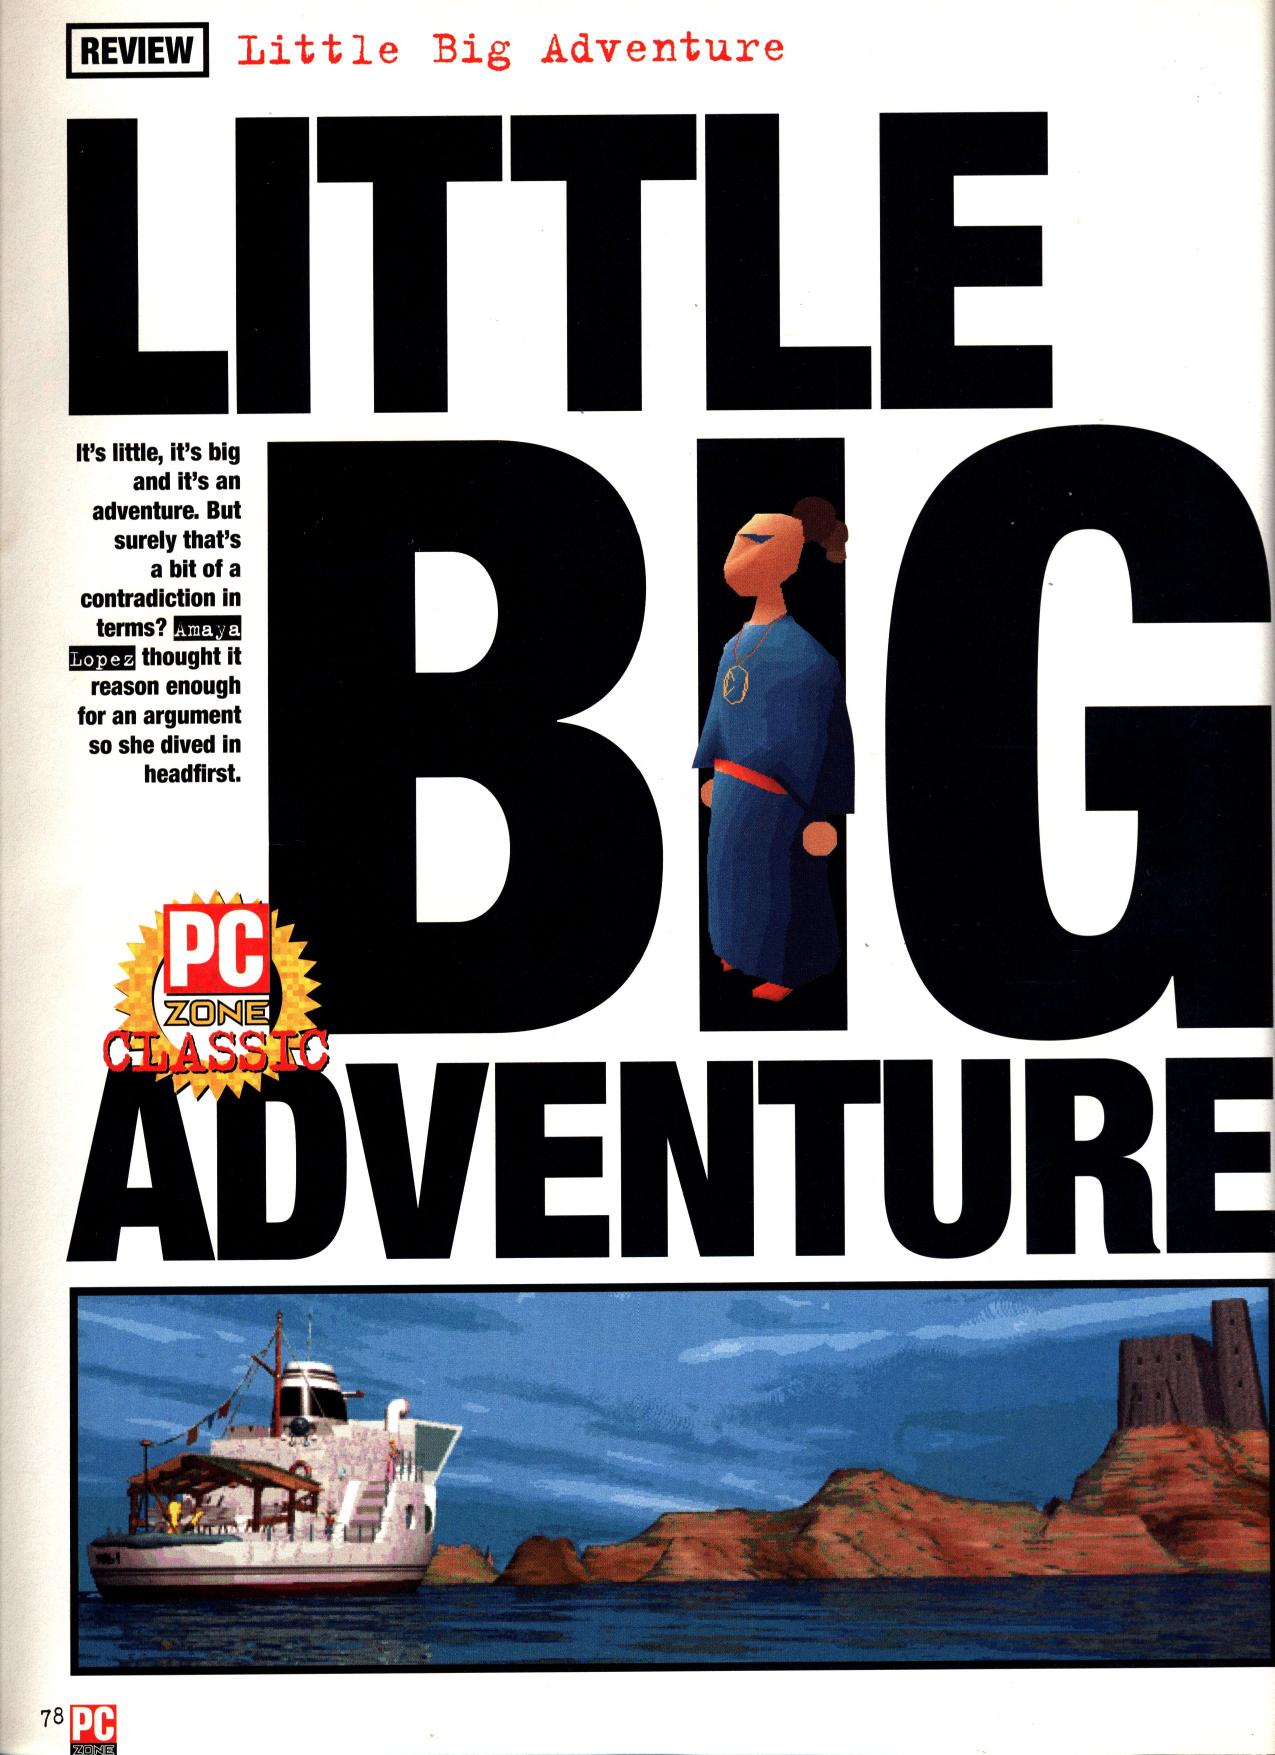 REVIEW Little Big Adventure
LITTLE
BIG
ADVENTURE
It's little, it's big
and it's an
adventure. But
surely that's
a bit of a
contradiction in
terms? Amaya
Lopez thought it
reason enough
for an argument
so she dived in
headfirst.
PC
ZONE
CLASSIC
78 PC
ZONE